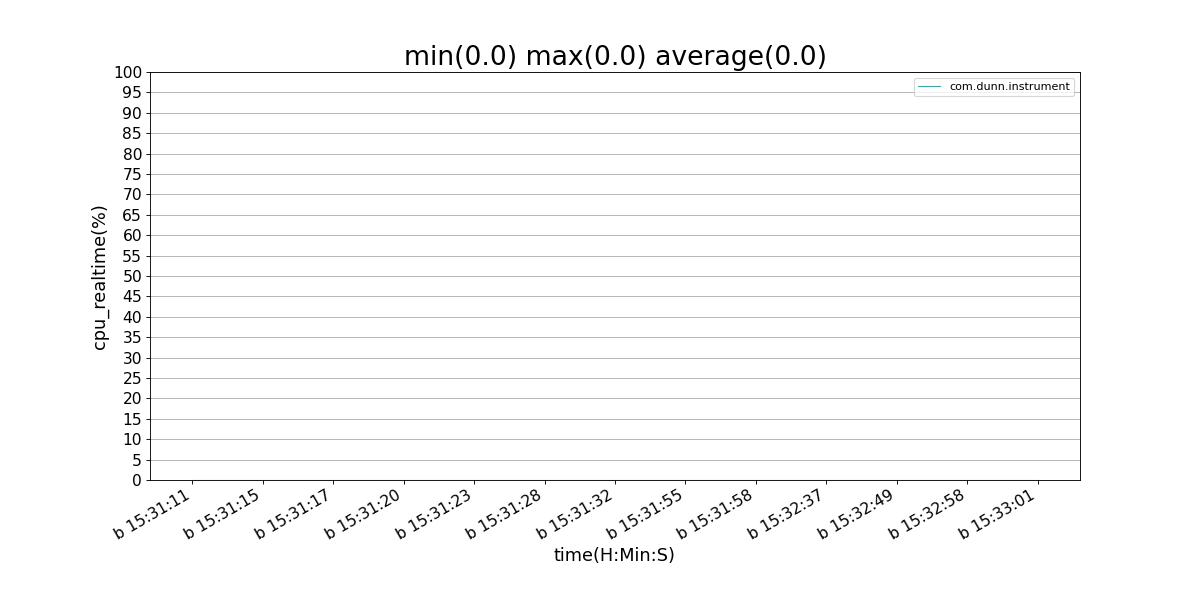 min(0.0) max(0.0) average(0.0)
com.dunn.instrument
100
95
90
85
80
75
70
65
60
55
50
45
40
35
30
25
20
15
10
5
0
cpu_realtime(%)
b 15:31:11
b 15:31:15
b 15:31:17
b 15:31:20
b 15:31:23
b 15:31:28
b 15:31:32
b 15:31:55
b 15:31:58
b 15:32:37
b 15:32:49
b 15:32:58
b 15:33:01
time(H:Min:S)